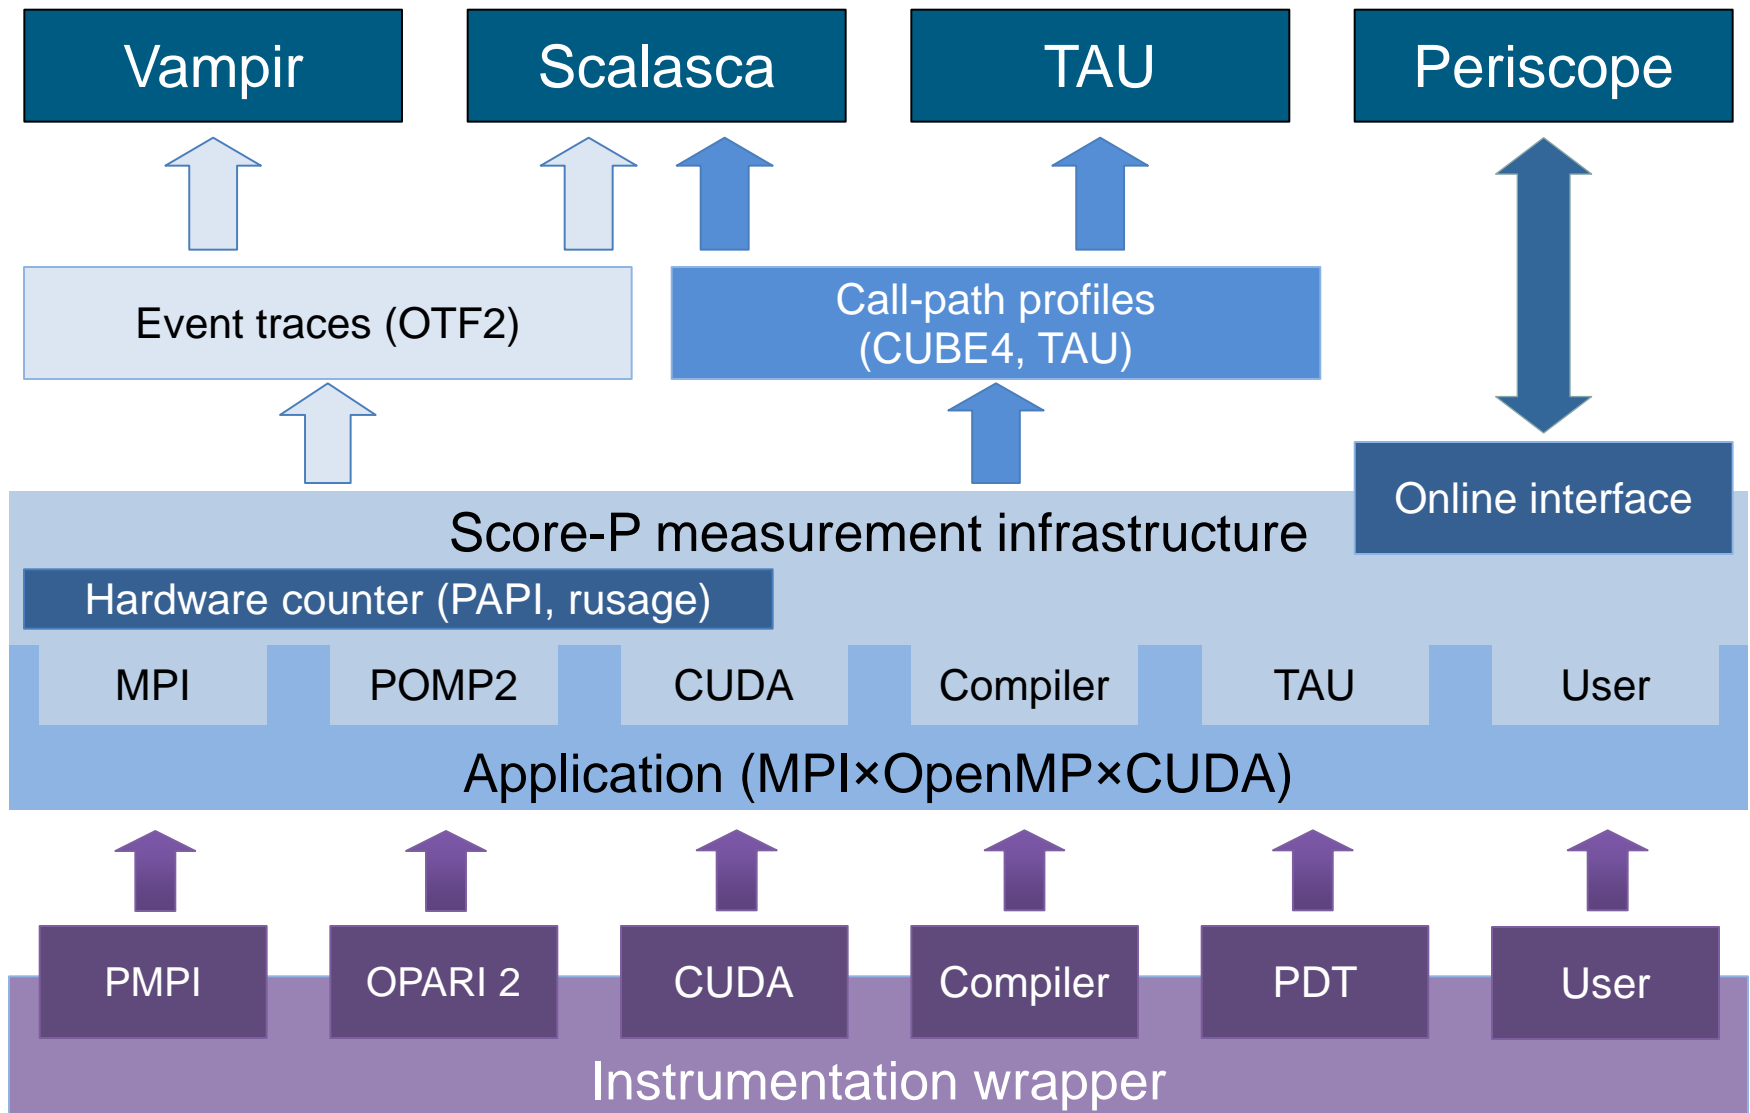 Vampir
Scalasca
TAU
Periscope
Event traces (OTF2)
Call-path profiles
(CUBE4, TAU)
Online interface
Score-P measurement infrastructure
Hardware counter (PAPI, rusage)
MPI
POMP2
CUDA
Compiler
TAU
User
Application (MPI×OpenMP×CUDA)
PMPI
OPARI 2
CUDA
Compiler
PDT
User
Instrumentation wrapper